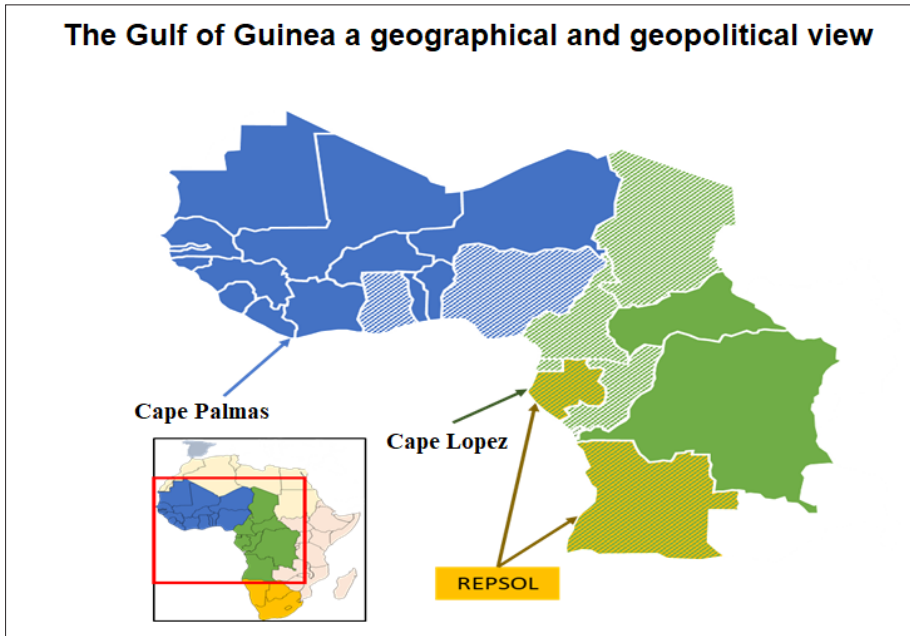 The Gulf of Guinea a geographical and geopolitical view
Cape Palmas
Cape Lopez
REPSOL